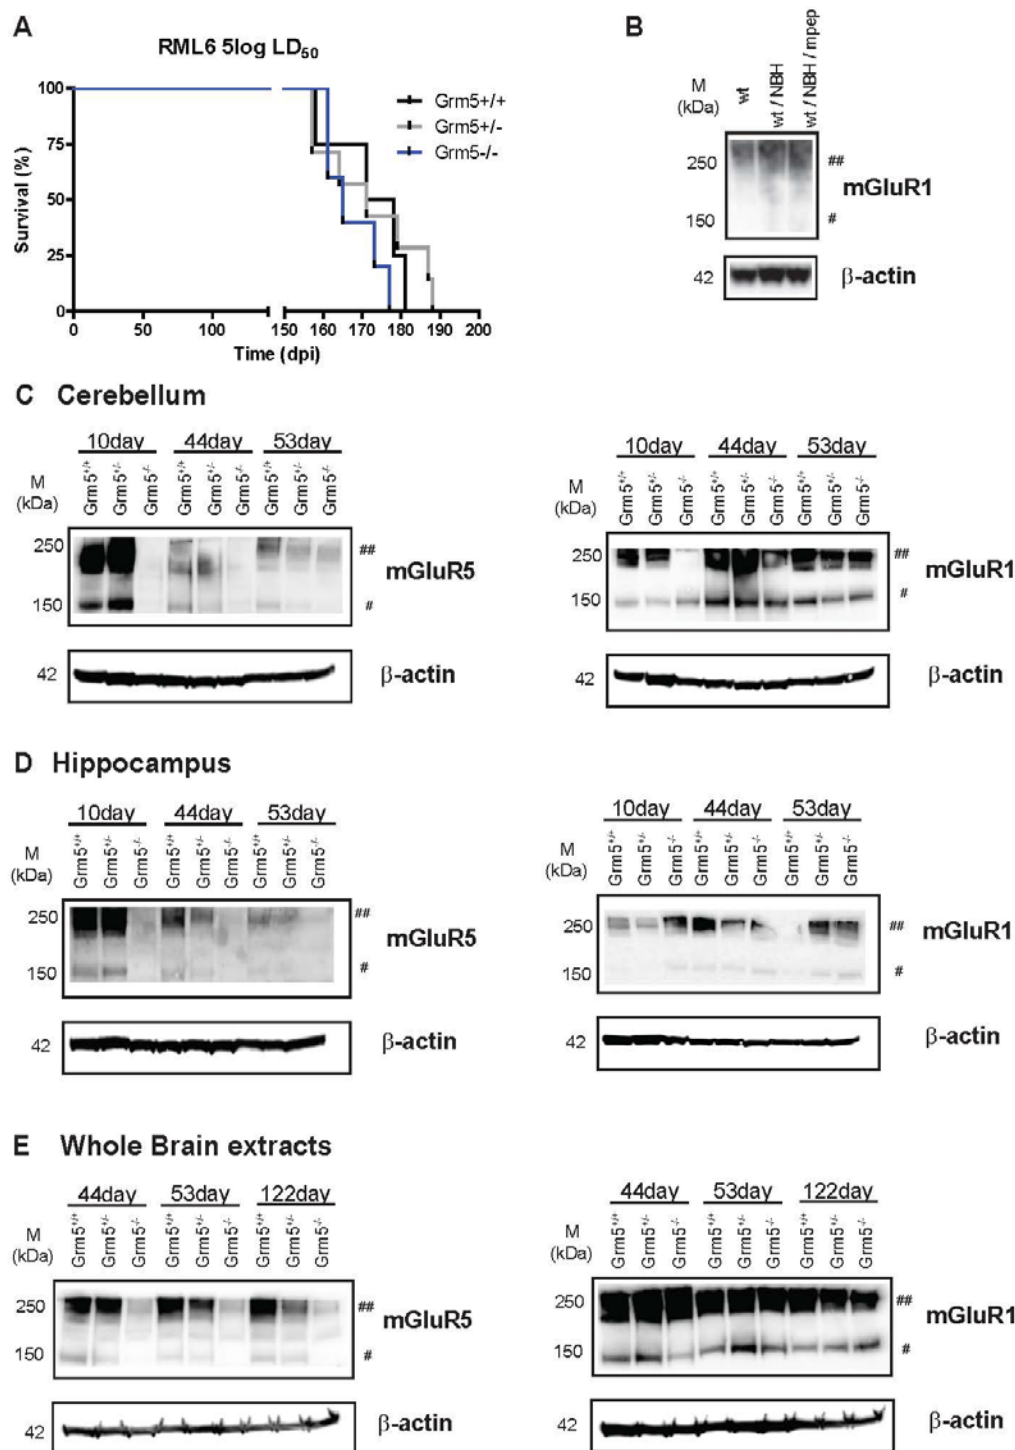 A
RML6 5log LD50
Survival (%)
100
75
50
25
0
0 50 100 150 160 170 180 190 200
Time (dpi)
Grm5+/+
Grm5+/-
Grm5-/-
B
M
(kDa)
wt
wt / NBH
wt / NBH / mpep
250
150
##
#
mGluR1
42
β-actin
C Cerebellum
10day 44day 53day
M
(kDa)
Grm5+/+ Grm5+/- Grm5-/- Grm5+/+ Grm5+/- Grm5-/- Grm5+/+ Grm5+/- Grm5-/-
250
150
##
#
mGluR5
42
β-actin
10day 44day 53day
M
(kDa)
Grm5+/+ Grm5+/- Grm5-/- Grm5+/+ Grm5+/- Grm5-/- Grm5+/+ Grm5+/- Grm5-/-
250
150
##
#
mGluR1
42
β-actin
D Hippocampus
10day 44day 53day
M
(kDa)
Grm5+/+ Grm5+/- Grm5-/- Grm5+/+ Grm5+/- Grm5-/- Grm5+/+ Grm5+/- Grm5-/-
250
150
##
#
mGluR5
42
β-actin
10day 44day 53day
M
(kDa)
Grm5+/+ Grm5+/- Grm5-/- Grm5+/+ Grm5+/- Grm5-/- Grm5+/+ Grm5+/- Grm5-/-
250
150
##
#
mGluR1
42
β-actin
E Whole Brain extracts
44day 53day 122day
M
(kDa)
Grm5+/+ Grm5+/- Grm5-/- Grm5+/+ Grm5+/- Grm5-/- Grm5+/+ Grm5+/- Grm5-/-
250
150
##
#
mGluR5
42
β-actin
44day 53day 122day
M
(kDa)
Grm5+/+ Grm5+/- Grm5-/- Grm5+/+ Grm5+/- Grm5-/- Grm5+/+ Grm5+/- Grm5-/-
250
150
##
#
mGluR1
42
β-actin